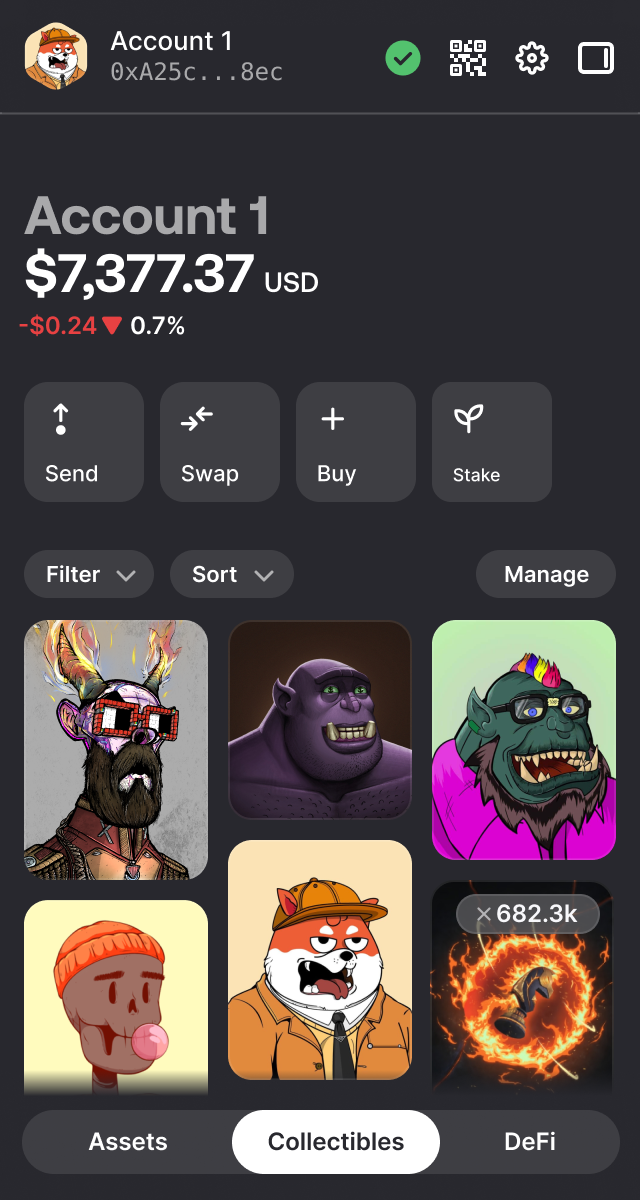 Account 1
0xA25c...8ec
Account 1
$7,377.37 USD
-$0.24 0.7%
Send
Swap
Buy
Stake
Filter
Sort
Manage
×682.3k
Assets
Collectibles
DeFi